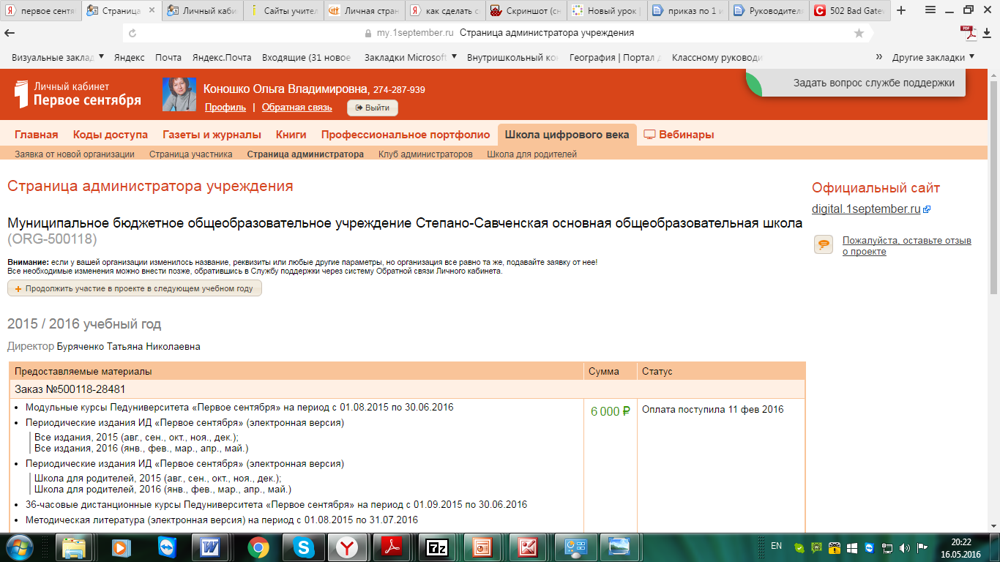 первое сентя
Страница
Личный каби
Сайты учител
Личная стран
как сделать с
Скриншот (сн
Новый урок |
приказ по 1 и
Руководителя
502 Bad Gatew
my.1september.ru Страница администратора учреждения
Визуальные заклад Яндекс Почта Яндекс.Почта Входящие (31 новое Закладки Microsoft Внутришкольный ко География | Портал д Классному руководи » Другие закладки
Личный кабинет
Первое сентября
Коношко Ольга Владимировна, 274-287-939
Профиль | Обратная связь Выйти
Задать вопрос службе поддержки
Главная Коды доступа Газеты и журналы Книги Профессиональное портфолио Школа цифрового века Вебинары
Заявка от новой организации Страница участника Страница администратора Клуб администраторов Школа для родителей
Страница администратора учреждения
Муниципальное бюджетное общеобразовательное учреждение Степано-Савченская основная общеобразовательная школа
(ORG-500118)
Внимание: если у вашей организации изменилось название, реквизиты или любые другие параметры, но организация все равно та же, подавайте заявку от нее!
Все необходимые изменения можно внести позже, обратившись в Службу поддержки через систему Обратной связи Личного кабинета.
+ Продолжить участие в проекте в следующем учебном году
Официальный сайт
digital.1september.ru
Пожалуйста, оставьте отзыв
о проекте
2015 / 2016 учебный год
Директор Буряченко Татьяна Николаевна
Предоставляемые материалы Сумма Статус
Заказ №500118-28481
• Модульные курсы Педуниверситета «Первое сентября» на период с 01.08.2015 по 30.06.2016
6 000 ₽ Оплата поступила 11 фев 2016
• Периодические издания ИД «Первое сентября» (электронная версия)
Все издания, 2015 (авг., сен., окт., ноя., дек.);
Все издания, 2016 (янв., фев., мар., апр., май.)
• Периодические издания ИД «Первое сентября» (электронная версия)
Школа для родителей, 2015 (авг., сен., окт., ноя., дек.);
Школа для родителей, 2016 (янв., фев., мар., апр., май.)
• 36-часовые дистанционные курсы Педуниверситета «Первое сентября» на период с 01.09.2015 по 30.06.2016
• Методическая литература (электронная версия) на период с 01.08.2015 по 31.07.2016
EN
20:22
16.05.2016